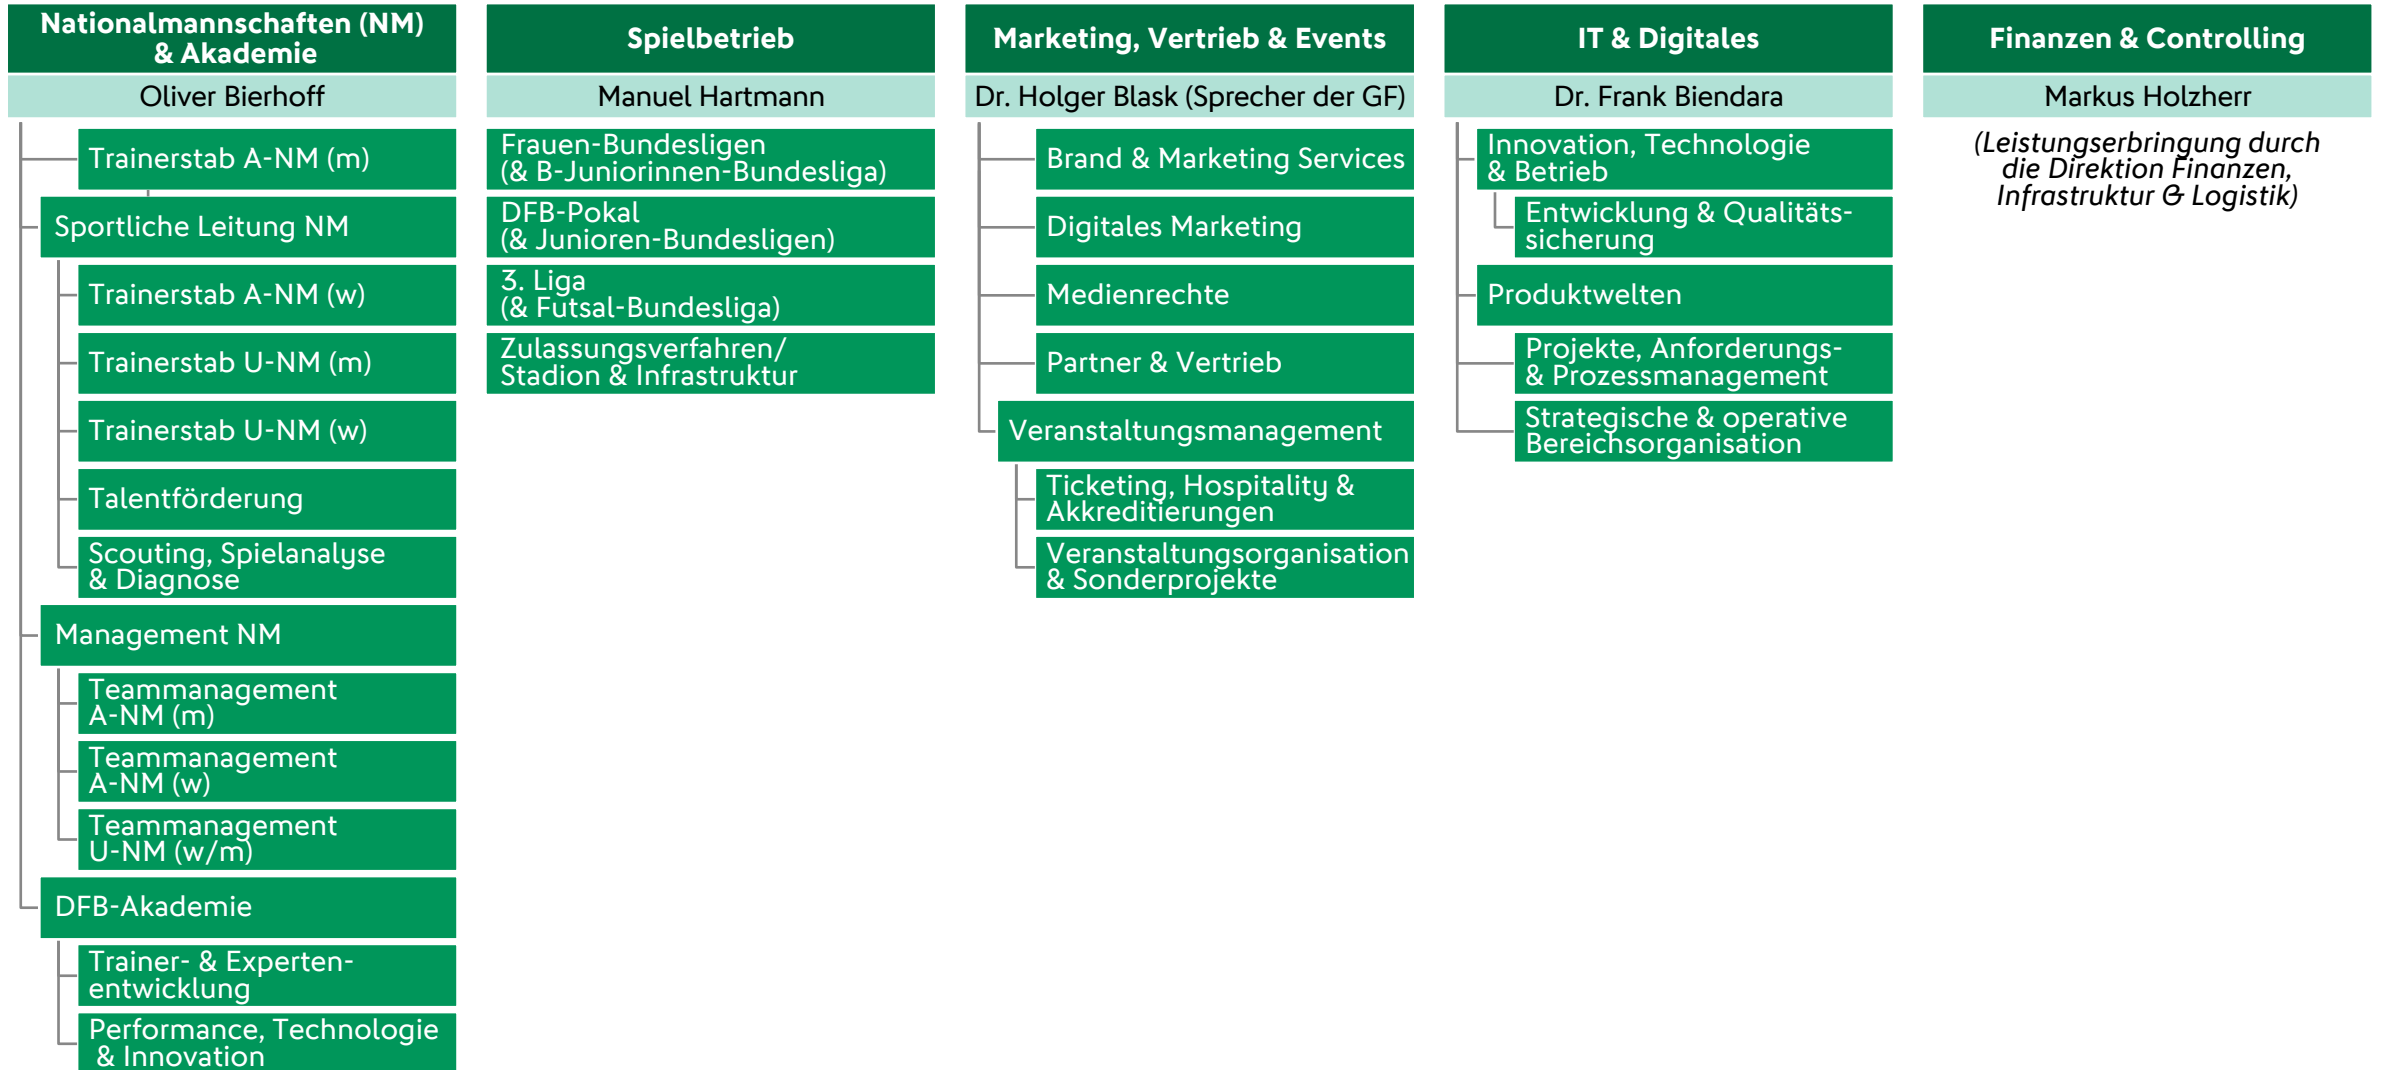 Nationalmannschaften (NM)
& Akademie
Oliver Bierhoff
Trainerstab A-NM (m)
Sportliche Leitung NM
Trainerstab A-NM (w)
Trainerstab U-NM (m)
Trainerstab U-NM (w)
Talentförderung
Scouting, Spielanalyse
& Diagnose
Management NM
Teammanagement
A-NM (m)
Teammanagement
A-NM (w)
Teammanagement
U-NM (w/m)
DFB-Akademie
Trainer- & Experten-
entwicklung
Performance, Technologie
& Innovation
Spielbetrieb
Manuel Hartmann
Frauen-Bundesligen
(& B-Juniorinnen-Bundesliga)
DFB-Pokal
(& Junioren-Bundesligen)
3. Liga
(& Futsal-Bundesliga)
Zulassungsverfahren/
Stadion & Infrastruktur
Marketing, Vertrieb & Events
Dr. Holger Blask (Sprecher der GF)
Brand & Marketing Services
Digitales Marketing
Medienrechte
Partner & Vertrieb
Veranstaltungsmanagement
Ticketing, Hospitality &
Akkreditierungen
Veranstaltungsorganisation
& Sonderprojekte
IT & Digitales
Dr. Frank Biendara
Innovation, Technologie
& Betrieb
Entwicklung & Qualitäts-
sicherung
Produktwelten
Projekte, Anforderungs-
& Prozessmanagement
Strategische & operative
Bereichsorganisation
Finanzen & Controlling
Markus Holzherr
(Leistungserbringung durch
die Direktion Finanzen,
Infrastruktur & Logistik)